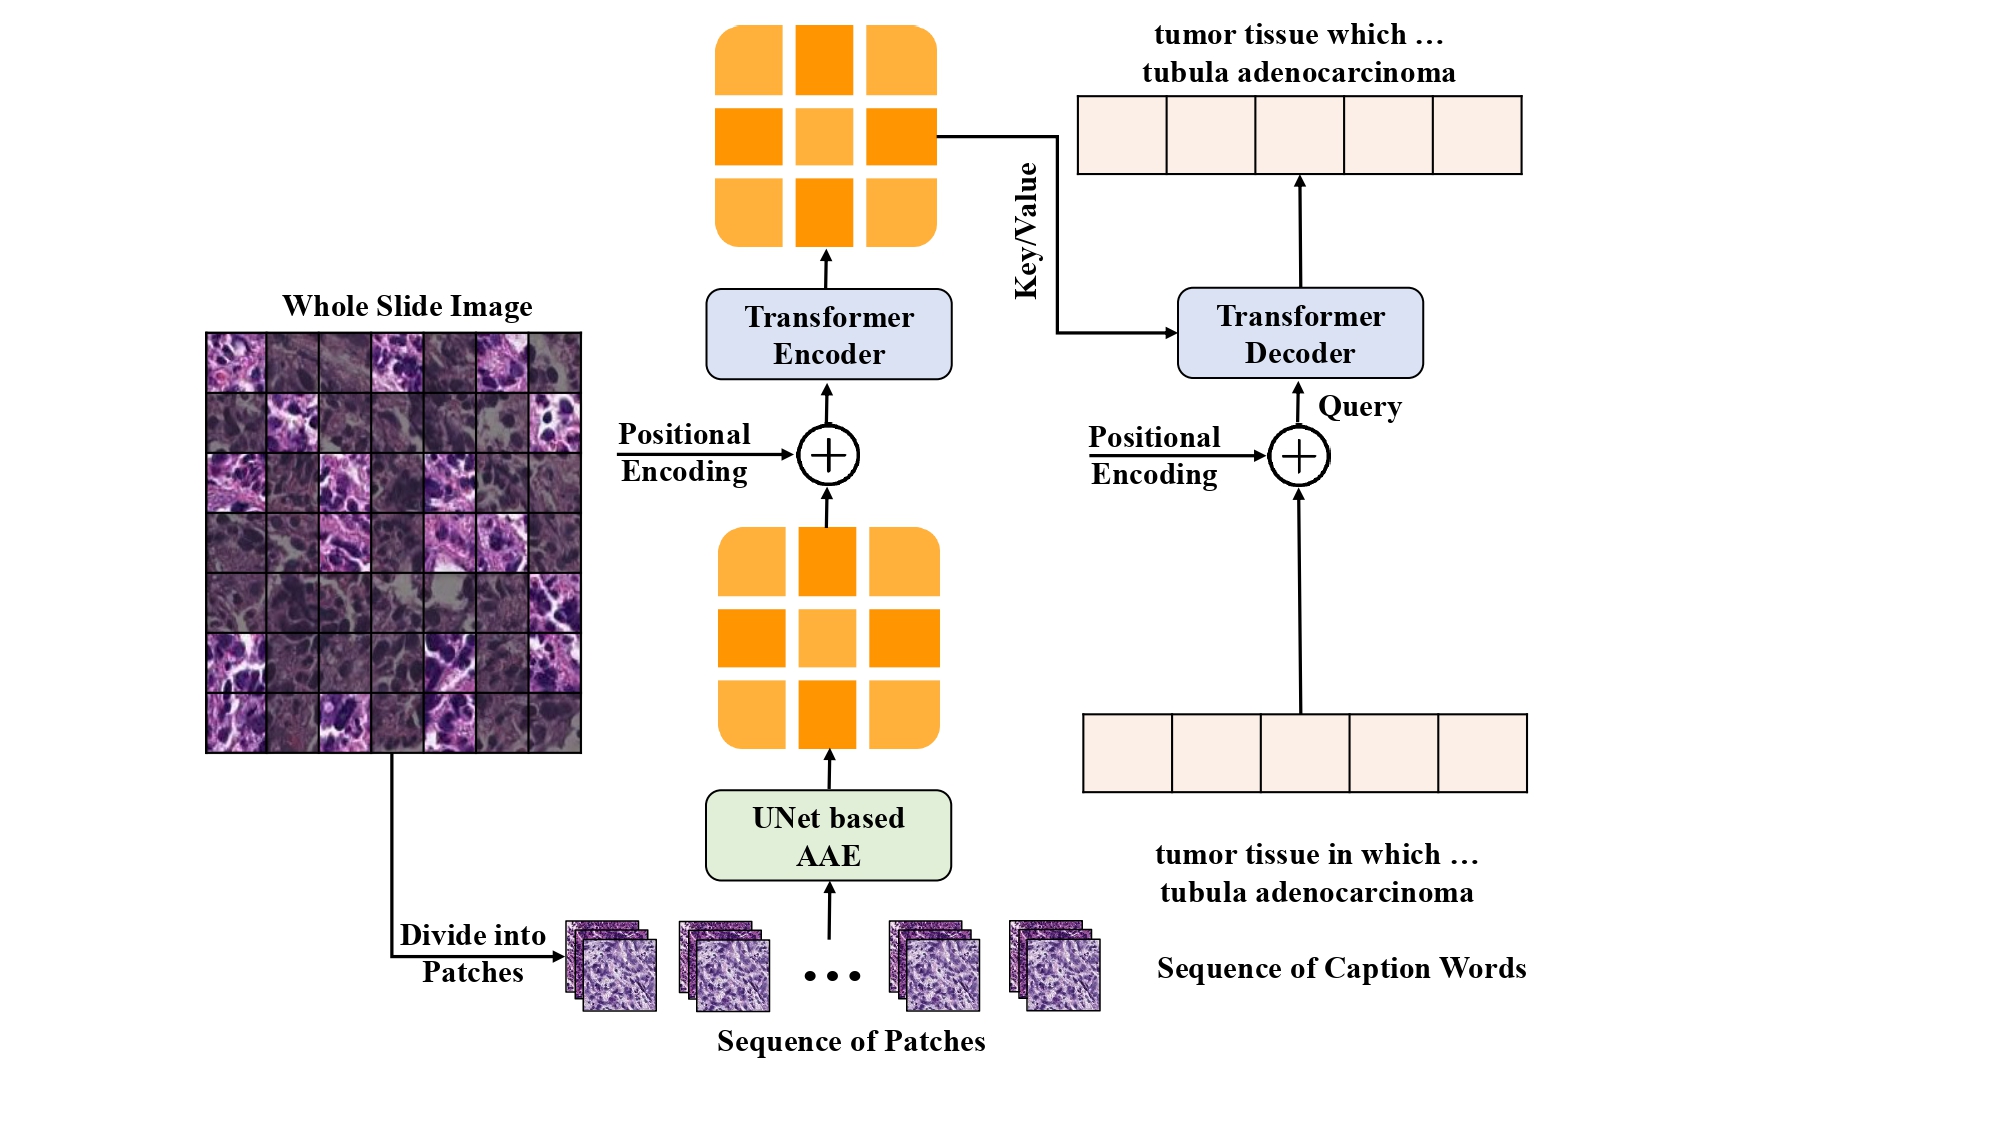 tumor tissue which …
tubula adenocarcinoma
Key/Value
Whole Slide Image
Transformer
Encoder
Transformer
Decoder
Query
Positional
Encoding
Positional
Encoding
UNet based
AAE
tumor tissue in which …
tubula adenocarcinoma
Divide into
Patches
Sequence of Caption Words
Sequence of Patches